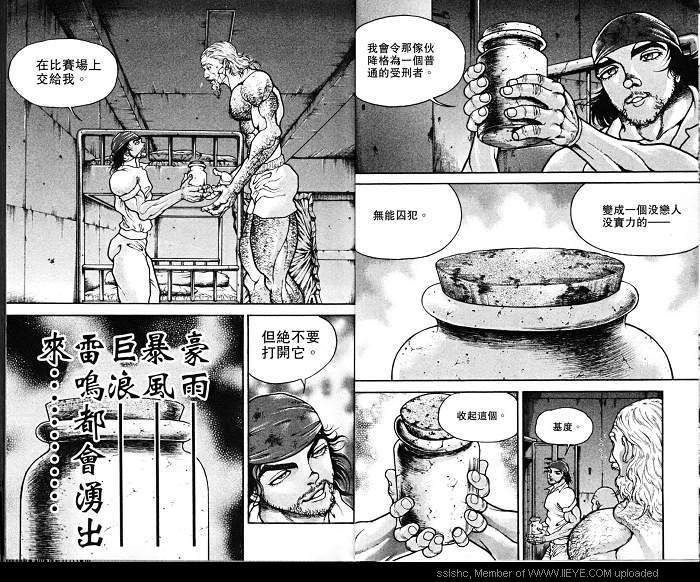 我會令那傢伙
降格為一個普
通的受刑者。
變成一個没戀人
没實力的——
無能囚犯。
基度。
收起這個。
在比賽場上
交給我。
但絕不要
打開它。
豪雨
暴風
巨浪
雷鳴都會湧出
來…………
sslshc, Member of WWW.IIEYE.COM uploaded